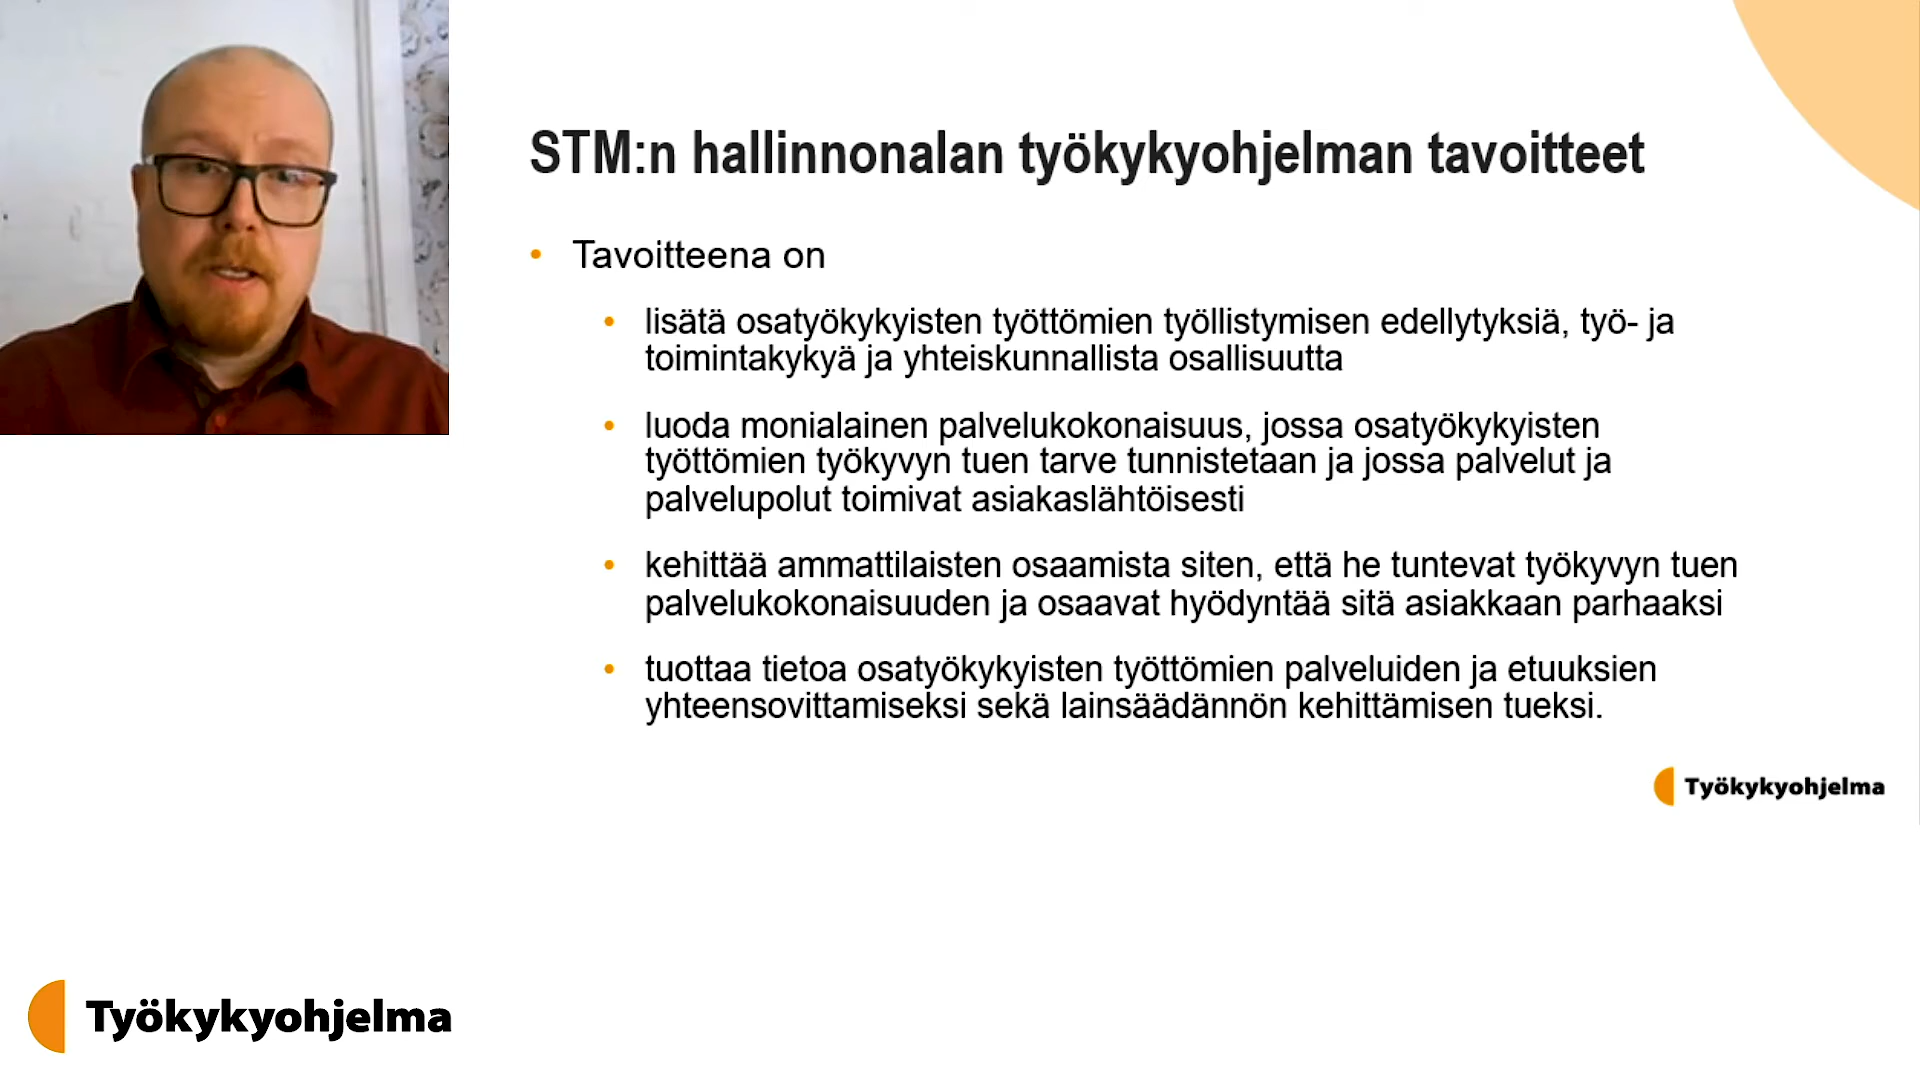 STM:n hallinnonalan työkykyohjelman tavoitteet
• Tavoitteena on
• lisätä osatyökykyisten työttömien työllistymisen edellytyksiä, työ- ja
toimintakykyä ja yhteiskunnallista osallisuutta
• luoda monialainen palvelukokonaisuus, jossa osatyökykyisten
työttömien työkyvyn tuen tarve tunnistetaan ja jossa palvelut ja
palvelupolut toimivat asiakaslähtöisesti
• kehittää ammattilaisten osaamista siten, että he tuntevat työkyvyn tuen
palvelukokonaisuuden ja osaavat hyödyntää sitä asiakkaan parhaaksi
• tuottaa tietoa osatyökykyisten työttömien palveluiden ja etuuksien
yhteensovittamiseksi sekä lainsäädännön kehittämisen tueksi.
Työkykyohjelma
Työkykyohjelma